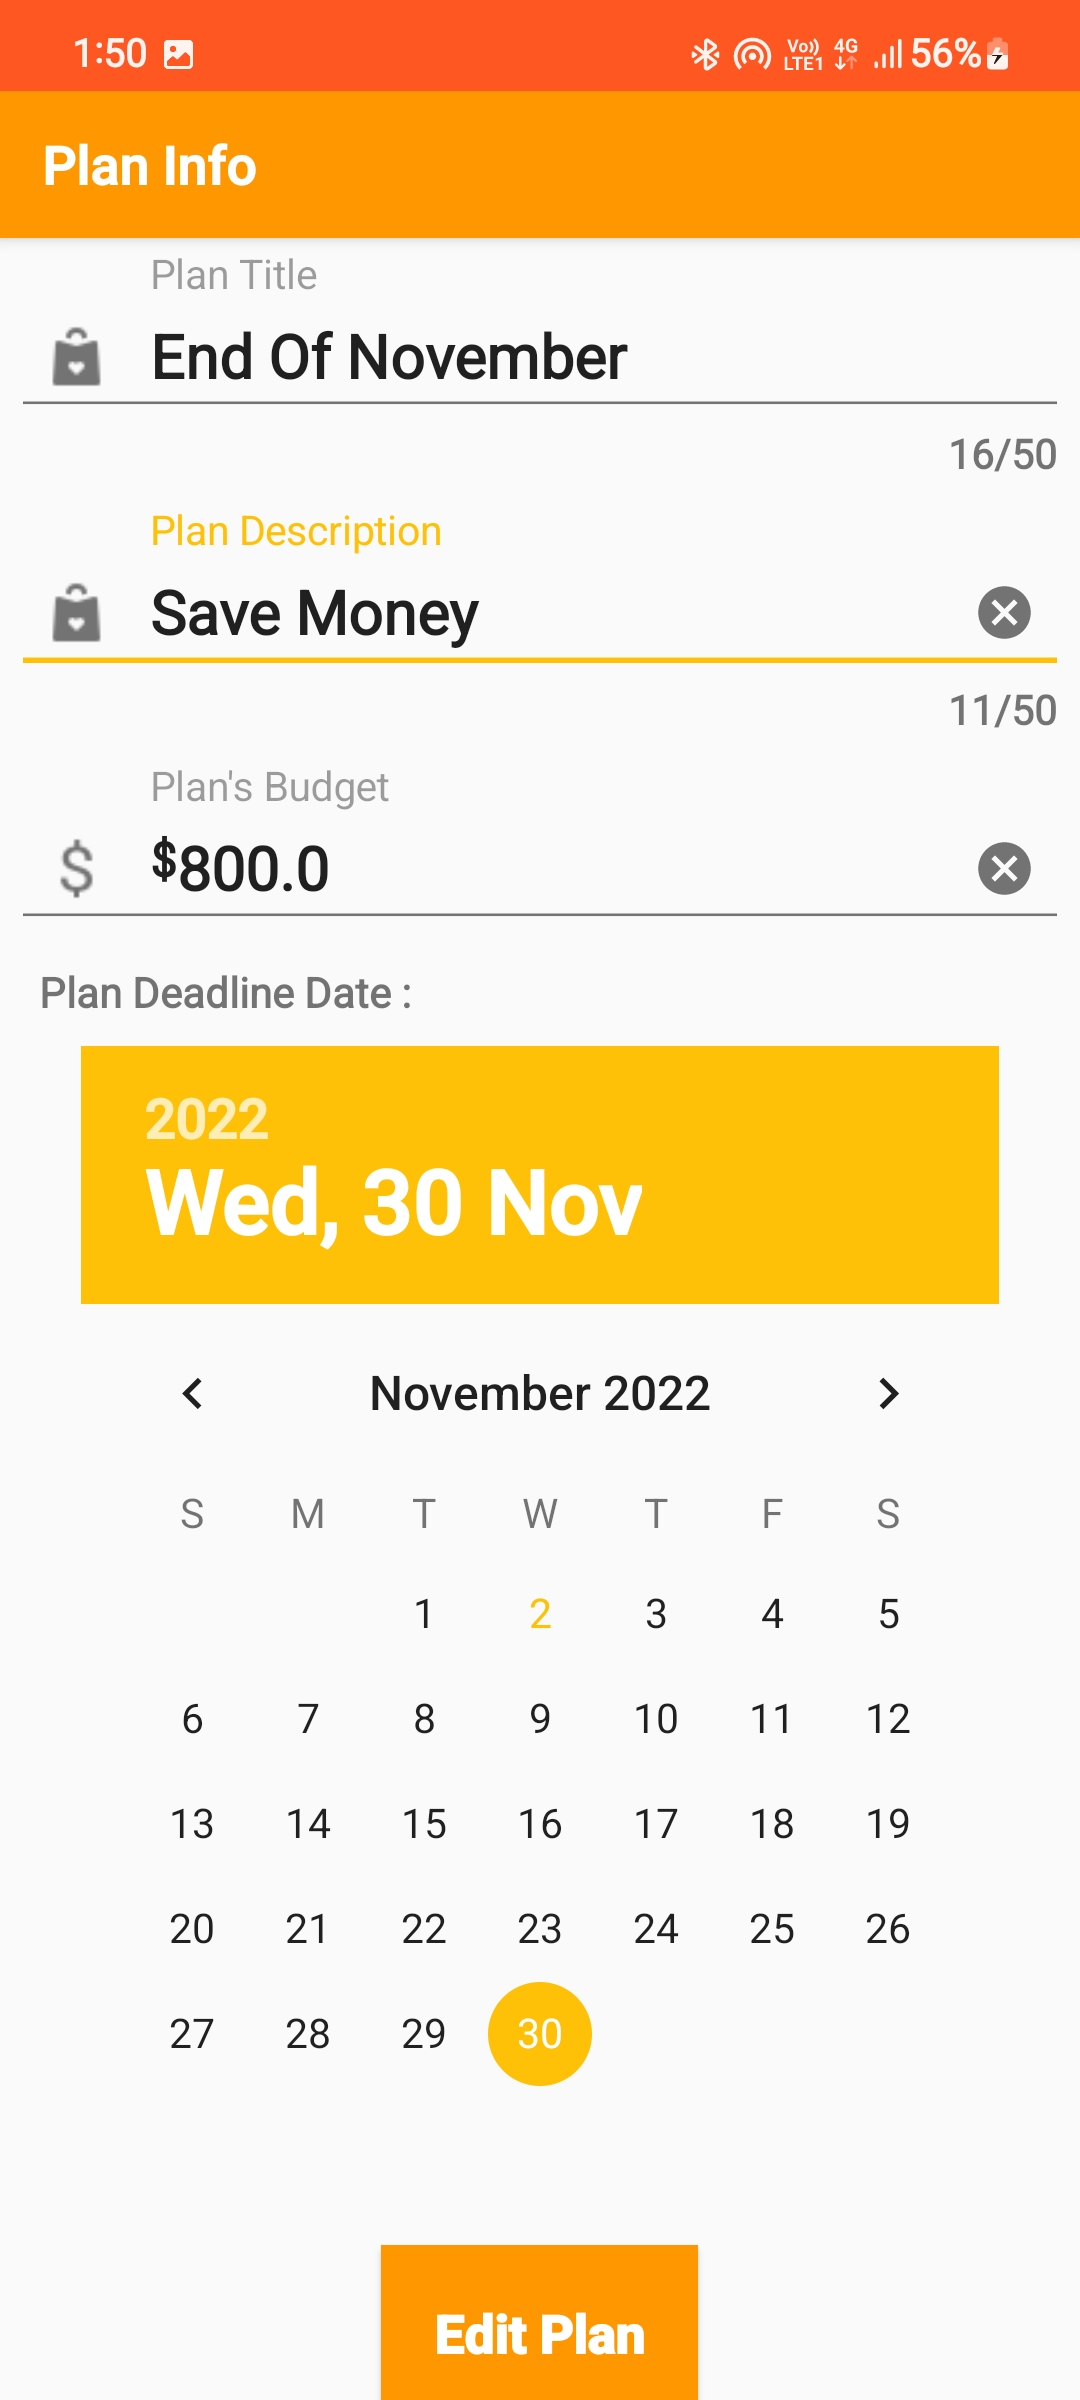 1:50 Vo)) LTE1 4G 56%
Plan Info
Plan Title
End Of November
16/50
Plan Description
Save Money
11/50
Plan's Budget
$ $800.0
Plan Deadline Date :
2022
Wed, 30 Nov
November 2022
S M T W T F S
1 2 3 4 5
6 7 8 9 10 11 12
13 14 15 16 17 18 19
20 21 22 23 24 25 26
27 28 29 30
Edit Plan